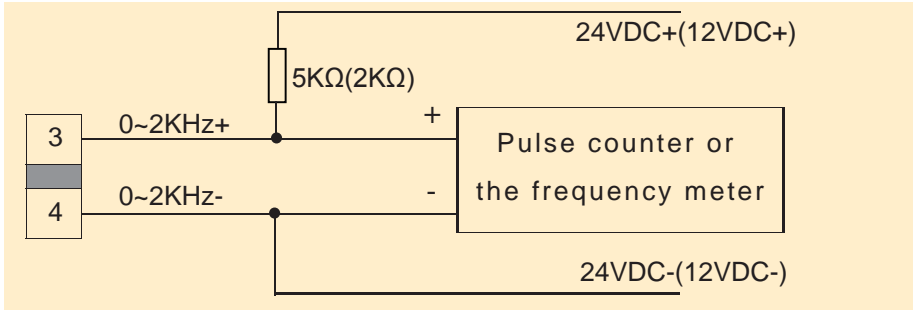 24VDC+(12VDC+)
5KΩ(2KΩ)
3
0~2KHz+
+
Pulse counter or
the frequency meter
4
0~2KHz-
-
24VDC-(12VDC-)